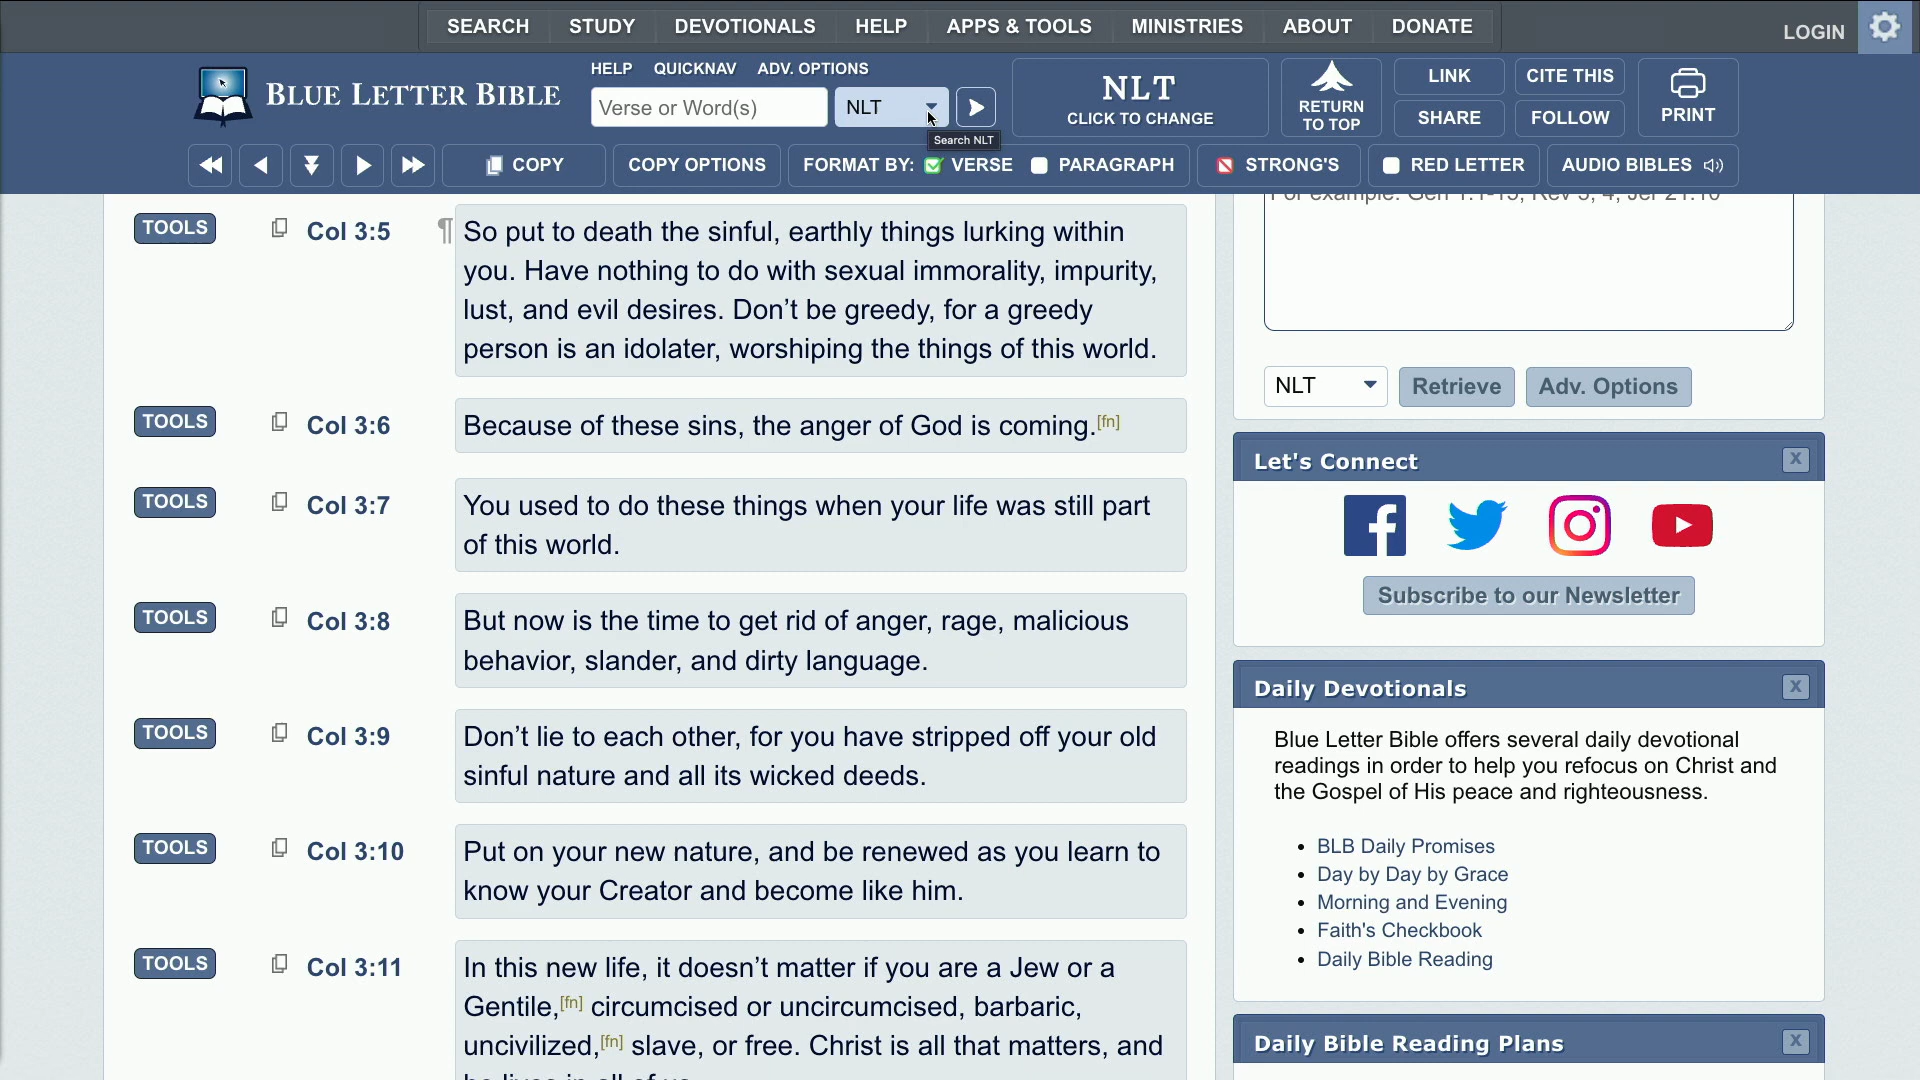 SEARCH STUDY DEVOTIONALS HELP APPS & TOOLS MINISTRIES ABOUT DONATE
LOGIN
BLUE LETTER BIBLE
HELP QUICKNAV ADV. OPTIONS
Verse or Word(s)
NLT
Search NLT
NLT
CLICK TO CHANGE
RETURN
TO TOP
LINK
CITE THIS
SHARE
FOLLOW
PRINT
COPY
COPY OPTIONS
FORMAT BY: VERSE PARAGRAPH
STRONG'S
RED LETTER
AUDIO BIBLES
TOOLS
Col 3:5
¶ So put to death the sinful, earthly things lurking within
you. Have nothing to do with sexual immorality, impurity,
lust, and evil desires. Don’t be greedy, for a greedy
person is an idolater, worshiping the things of this world.
TOOLS
Col 3:6
Because of these sins, the anger of God is coming.[fn]
TOOLS
Col 3:7
You used to do these things when your life was still part
of this world.
TOOLS
Col 3:8
But now is the time to get rid of anger, rage, malicious
behavior, slander, and dirty language.
TOOLS
Col 3:9
Don’t lie to each other, for you have stripped off your old
sinful nature and all its wicked deeds.
TOOLS
Col 3:10
Put on your new nature, and be renewed as you learn to
know your Creator and become like him.
TOOLS
Col 3:11
In this new life, it doesn’t matter if you are a Jew or a
Gentile,[fn] circumcised or uncircumcised, barbaric,
uncivilized,[fn] slave, or free. Christ is all that matters, and
For example: Gen 1:1-15; Rev 5; 4; Jer 21:10
NLT
Retrieve
Adv. Options
Let's Connect
X
Subscribe to our Newsletter
Daily Devotionals
X
Blue Letter Bible offers several daily devotional
readings in order to help you refocus on Christ and
the Gospel of His peace and righteousness.
• BLB Daily Promises
• Day by Day by Grace
• Morning and Evening
• Faith's Checkbook
• Daily Bible Reading
Daily Bible Reading Plans
X